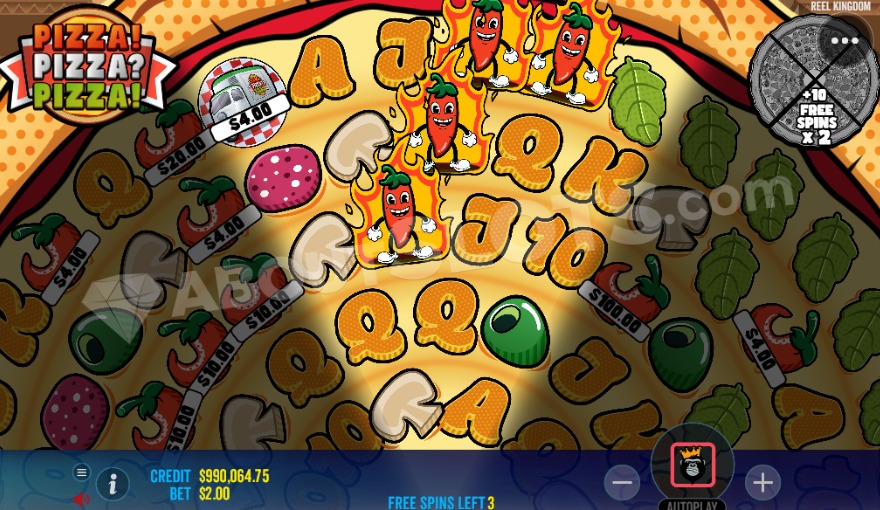 REEL KINGDOM
PIZZA!
PIZZA?
PIZZA!
A J
$4.00
+10
FREE
SPINS
x 2
$20.00
Q Q K
$4.00
$4.00
J 10
$10.00
$100.00
K
Q Q
$10.00
Q J
$4.00
$10.00
10 A
Q K A
CREDIT $990,064.75
BET $2.00
FREE SPINS LEFT 3
AUTOPLAY